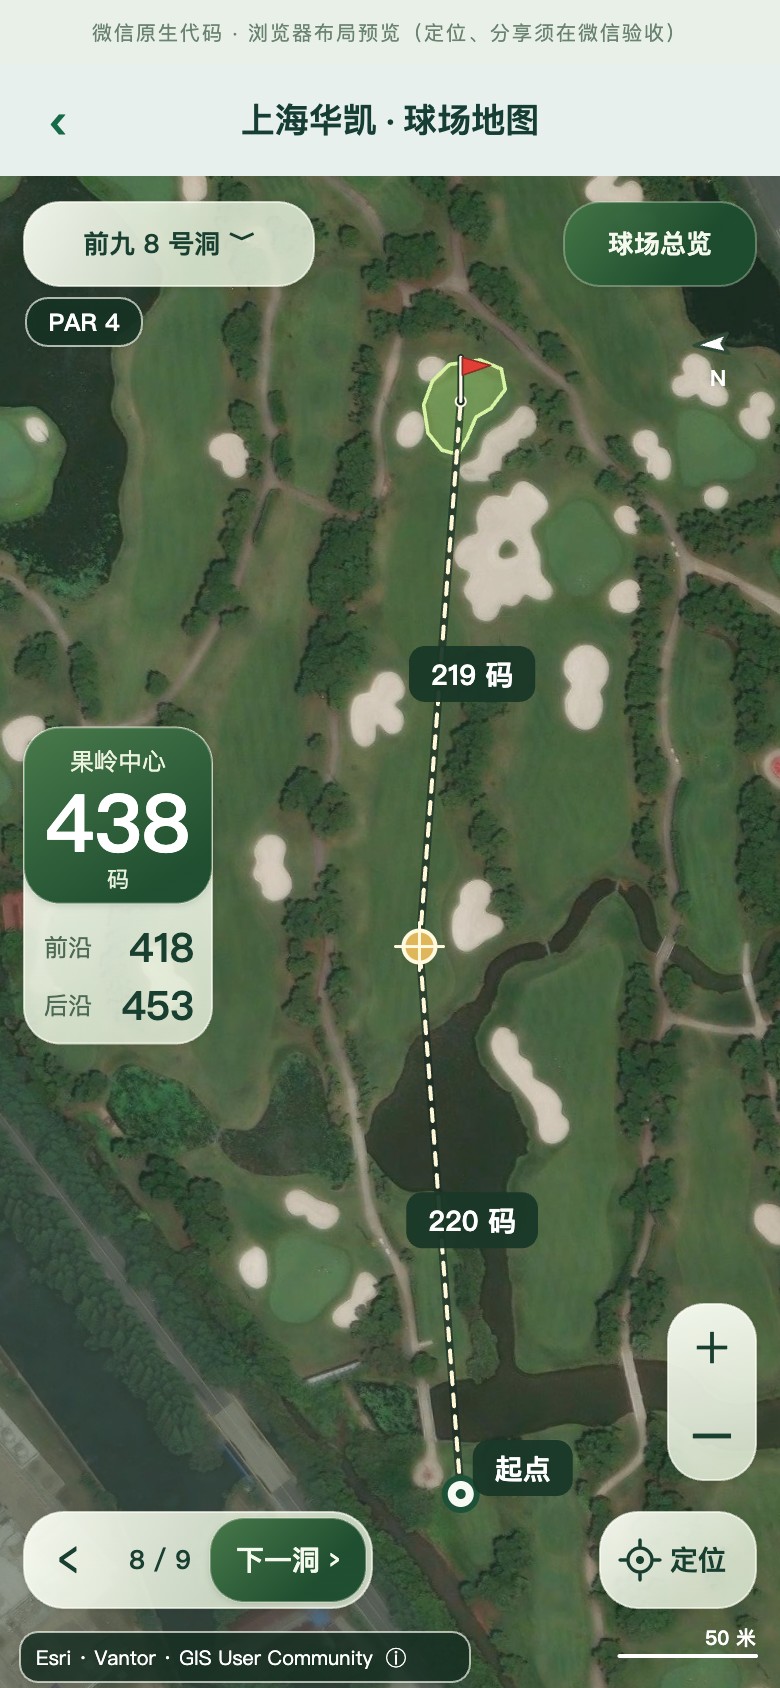 微信原生代码 · 浏览器布局预览（定位、分享须在微信验收）
‹ 上海华凯 · 球场地图
前九 8 号洞
球场总览
PAR 4
N
219 码
果岭中心
438
码
前沿 418
后沿 453
220 码
+
−
起点
< 8 / 9 下一洞 ›
定位
50 米
Esri · Vantor · GIS User Community ⓘ